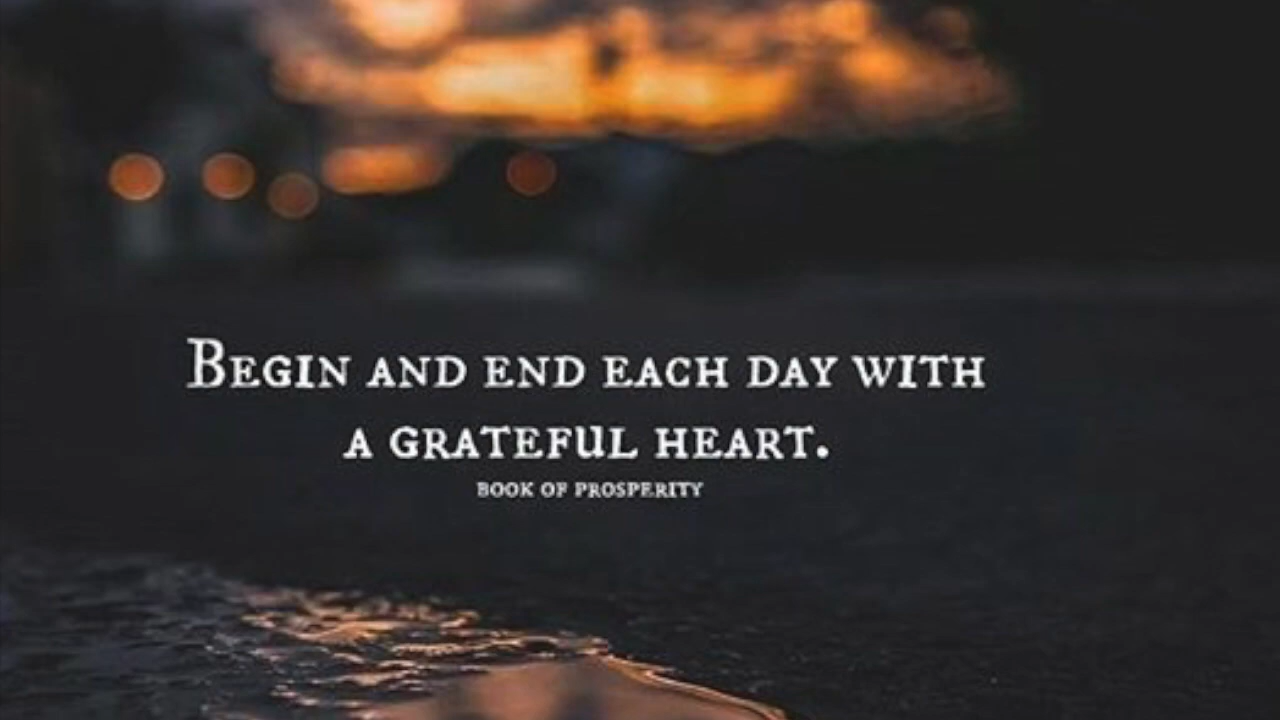 Begin and end each day with
a grateful heart.
book of prosperity